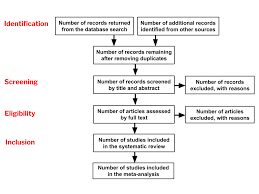 Identification
Number of records returned
from the database search
Number of additional records
identified from other sources
Number of records remaining
after removing duplicates
Screening
Number of records screened
by title and abstract
Number of records
excluded, with reasons
Eligibility
Number of articles assessed
by full text
Number of articles
excluded, with reasons
Inclusion
Number of studies included
in the systematic review
Number of studies included
in the meta-analysis